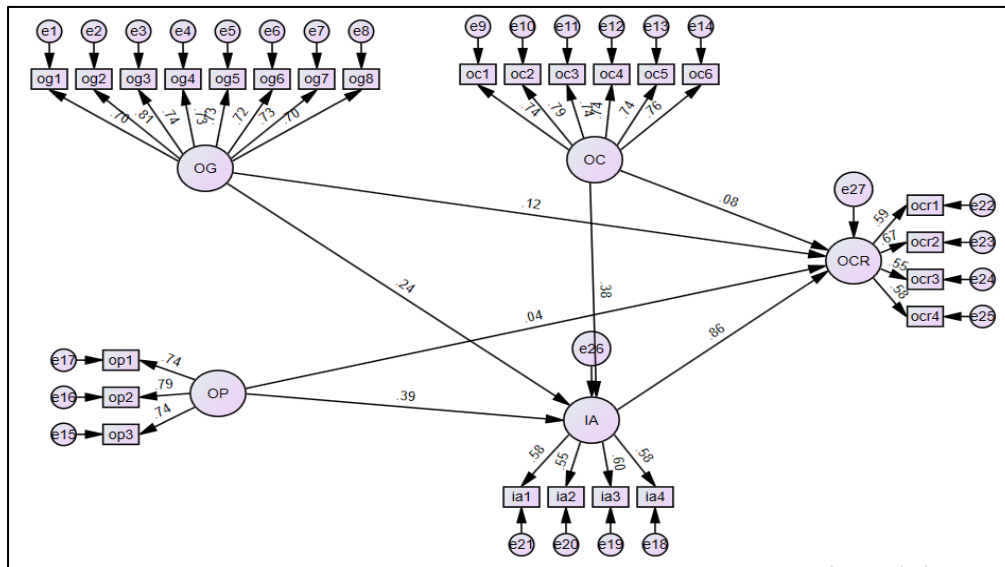 e1 e2 e3 e4 e5 e6 e7 e8
og1 og2 og3 og4 og5 og6 og7 og8
.70 .81 .74 .73 .73 .72 .73 .70
OG
e9 e10 e11 e12 e13 e14
oc1 oc2 oc3 oc4 oc5 oc6
.74 .79 .74 .74 .74 .76
OC
.12
.08
.24
.38
.04
.86
.39
e27
OCR
.59 ocr1 e22
.67 ocr2 e23
.55 ocr3 e24
.58 ocr4 e25
e17 op1 .74
e16 op2 .79
e15 op3 .74
OP
e26
IA
.58 .55 .60 .58
ia1 ia2 ia3 ia4
e21 e20 e19 e18